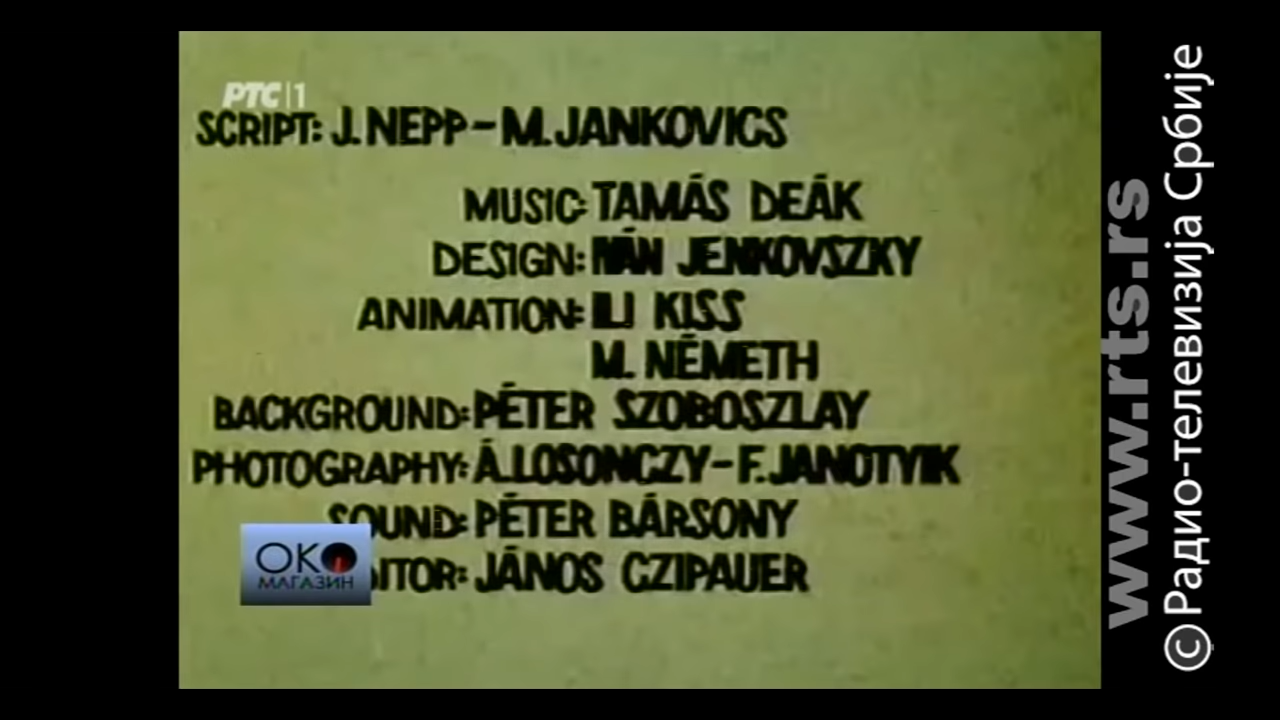 РТС|1
SCRIPT: J. NEPP - M. JANKOVICS
MUSIC: TAMÁS DEÁK
DESIGN: IVÁN JENKOVSZKY
ANIMATION: ILI KISS
M. NÉMETH
BACKGROUND: PÉTER SZOBOSZLAY
PHOTOGRAPHY: Á. LOSONCZY - F. JANOTYIK
SOUND: PÉTER BÁRSONY
ITOR: JÁNOS CZIPAUER
ОКО
МАГАЗИН
www.rts.rs
© Радио-телевизија Србије